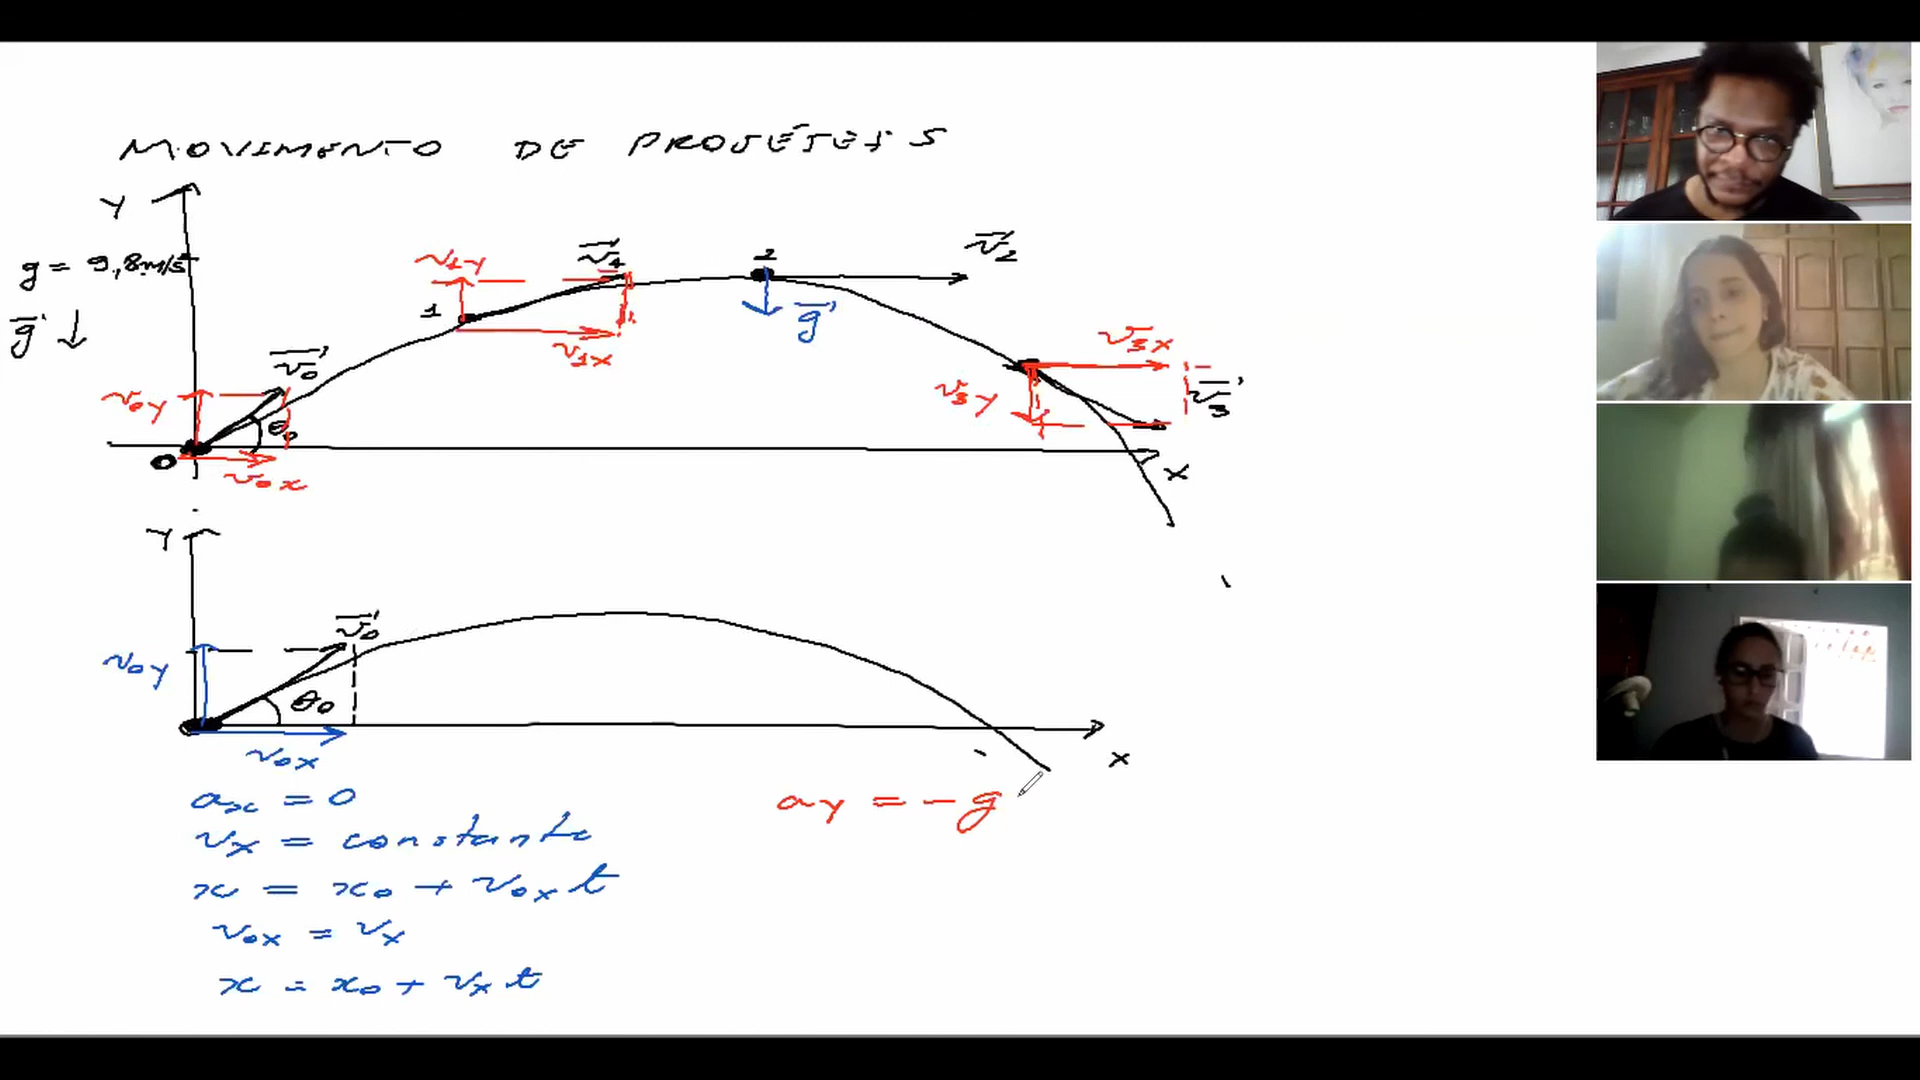 MOVIMENTO DE PROJÉTEIS
Y
g = 9,8 m/s²
g
v1y
v1
1
v1x
2
v2
g
v3x
v3y
v3
v0
v0y
θ0
0
v0x
x
Y
v0
v0y
θ0
v0x
x
ax = 0
ay = - g
vx = constante
x = x0 + v0x t
v0x = vx
x = x0 + vx t